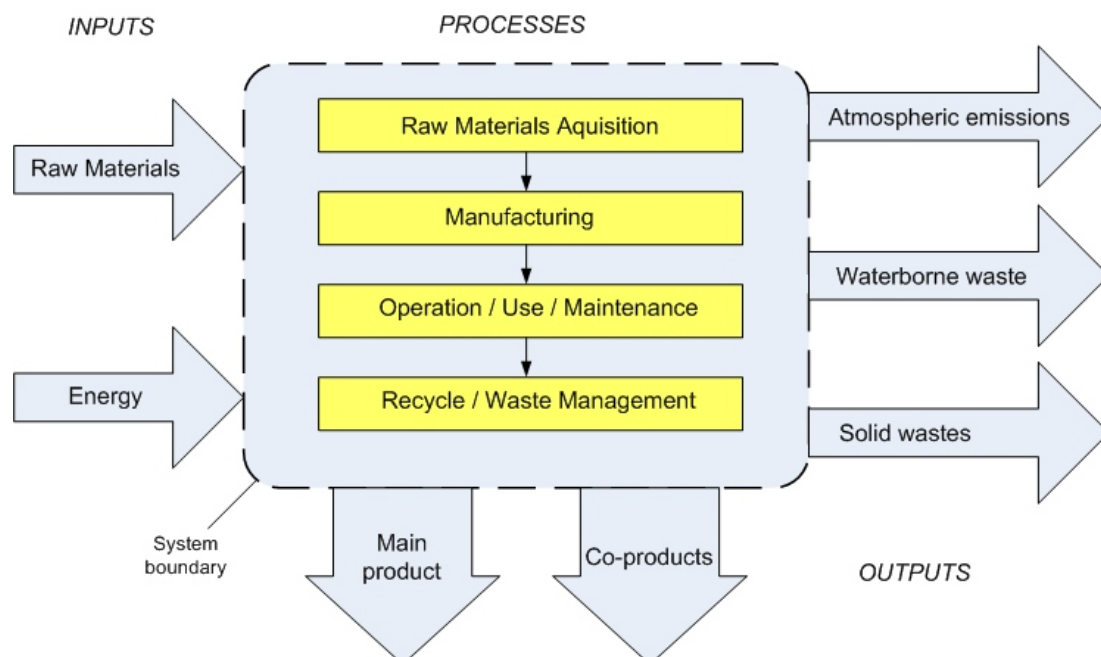 INPUTS
PROCESSES
Raw Materials
Energy
Raw Materials Aquisition
Manufacturing
Operation / Use / Maintenance
Recycle / Waste Management
Atmospheric emissions
Waterborne waste
Solid wastes
System
boundary
Main
product
Co-products
OUTPUTS